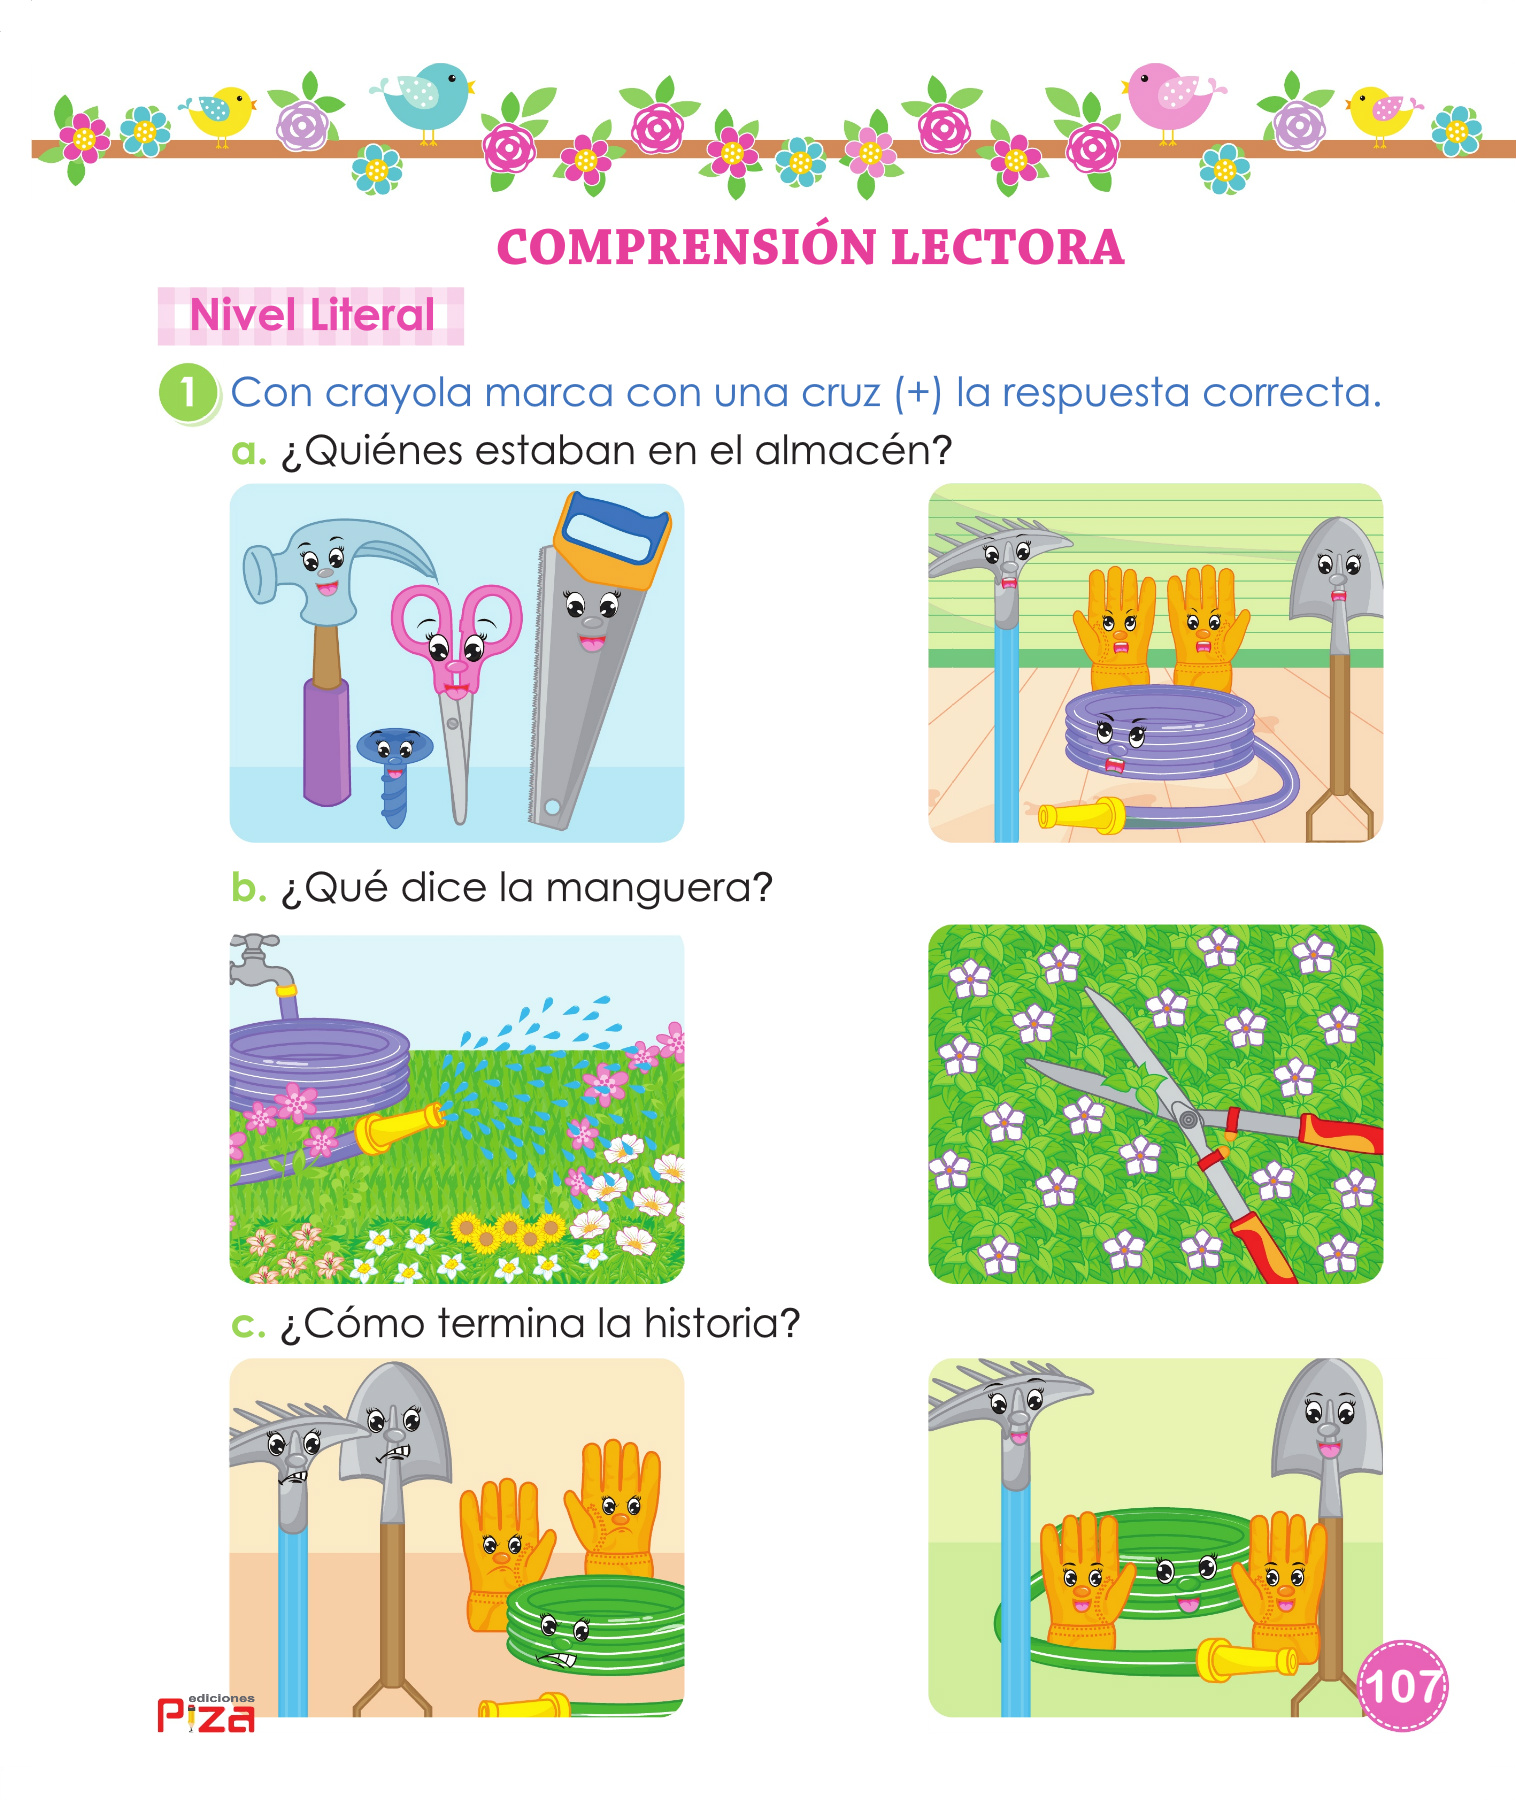 COMPRENSIÓN LECTORA
Nivel Literal
1 Con crayola marca con una cruz (+) la respuesta correcta.
a. ¿Quiénes estaban en el almacén?
b. ¿Qué dice la manguera?
c. ¿Cómo termina la historia?
ediciones
Piza
107